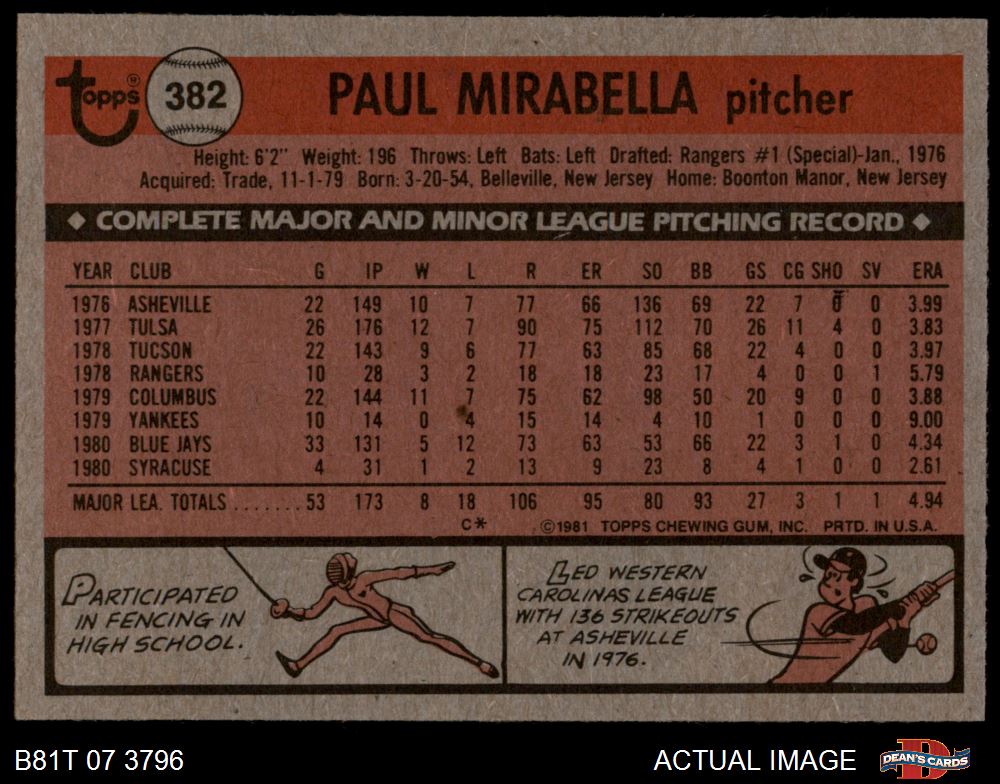 Topps ® 382 PAUL MIRABELLA pitcher
Height: 6'2" Weight: 196 Throws: Left Bats: Left Drafted: Rangers #1 (Special)-Jan., 1976
Acquired: Trade, 11-1-79 Born: 3-20-54, Belleville, New Jersey Home: Boonton Manor, New Jersey
◆ COMPLETE MAJOR AND MINOR LEAGUE PITCHING RECORD ◆
YEAR CLUB G IP W L R ER SO BB GS CG SHO SV ERA
1976 ASHEVILLE 22 149 10 7 77 66 136 69 22 7 0 0 3.99
1977 TULSA 26 176 12 7 90 75 112 70 26 11 4 0 3.83
1978 TUCSON 22 143 9 6 77 63 85 68 22 4 0 0 3.97
1978 RANGERS 10 28 3 2 18 18 23 17 4 0 0 1 5.79
1979 COLUMBUS 22 144 11 7 75 62 98 50 20 9 0 0 3.88
1979 YANKEES 10 14 0 4 15 14 4 10 1 0 0 0 9.00
1980 BLUE JAYS 33 131 5 12 73 63 53 66 22 3 1 0 4.34
1980 SYRACUSE 4 31 1 2 13 9 23 8 4 1 0 0 2.61
MAJOR LEA. TOTALS.......53 173 8 18 106 95 80 93 27 3 1 1 4.94
C* ©1981 TOPPS CHEWING GUM, INC. PRTD. IN U.S.A.
PARTICIPATED
IN FENCING IN
HIGH SCHOOL.
LED WESTERN
CAROLINAS LEAGUE
WITH 136 STRIKEOUTS
AT ASHEVILLE
IN 1976.
B81T 07 3796 ACTUAL IMAGE DEAN'S CARDS